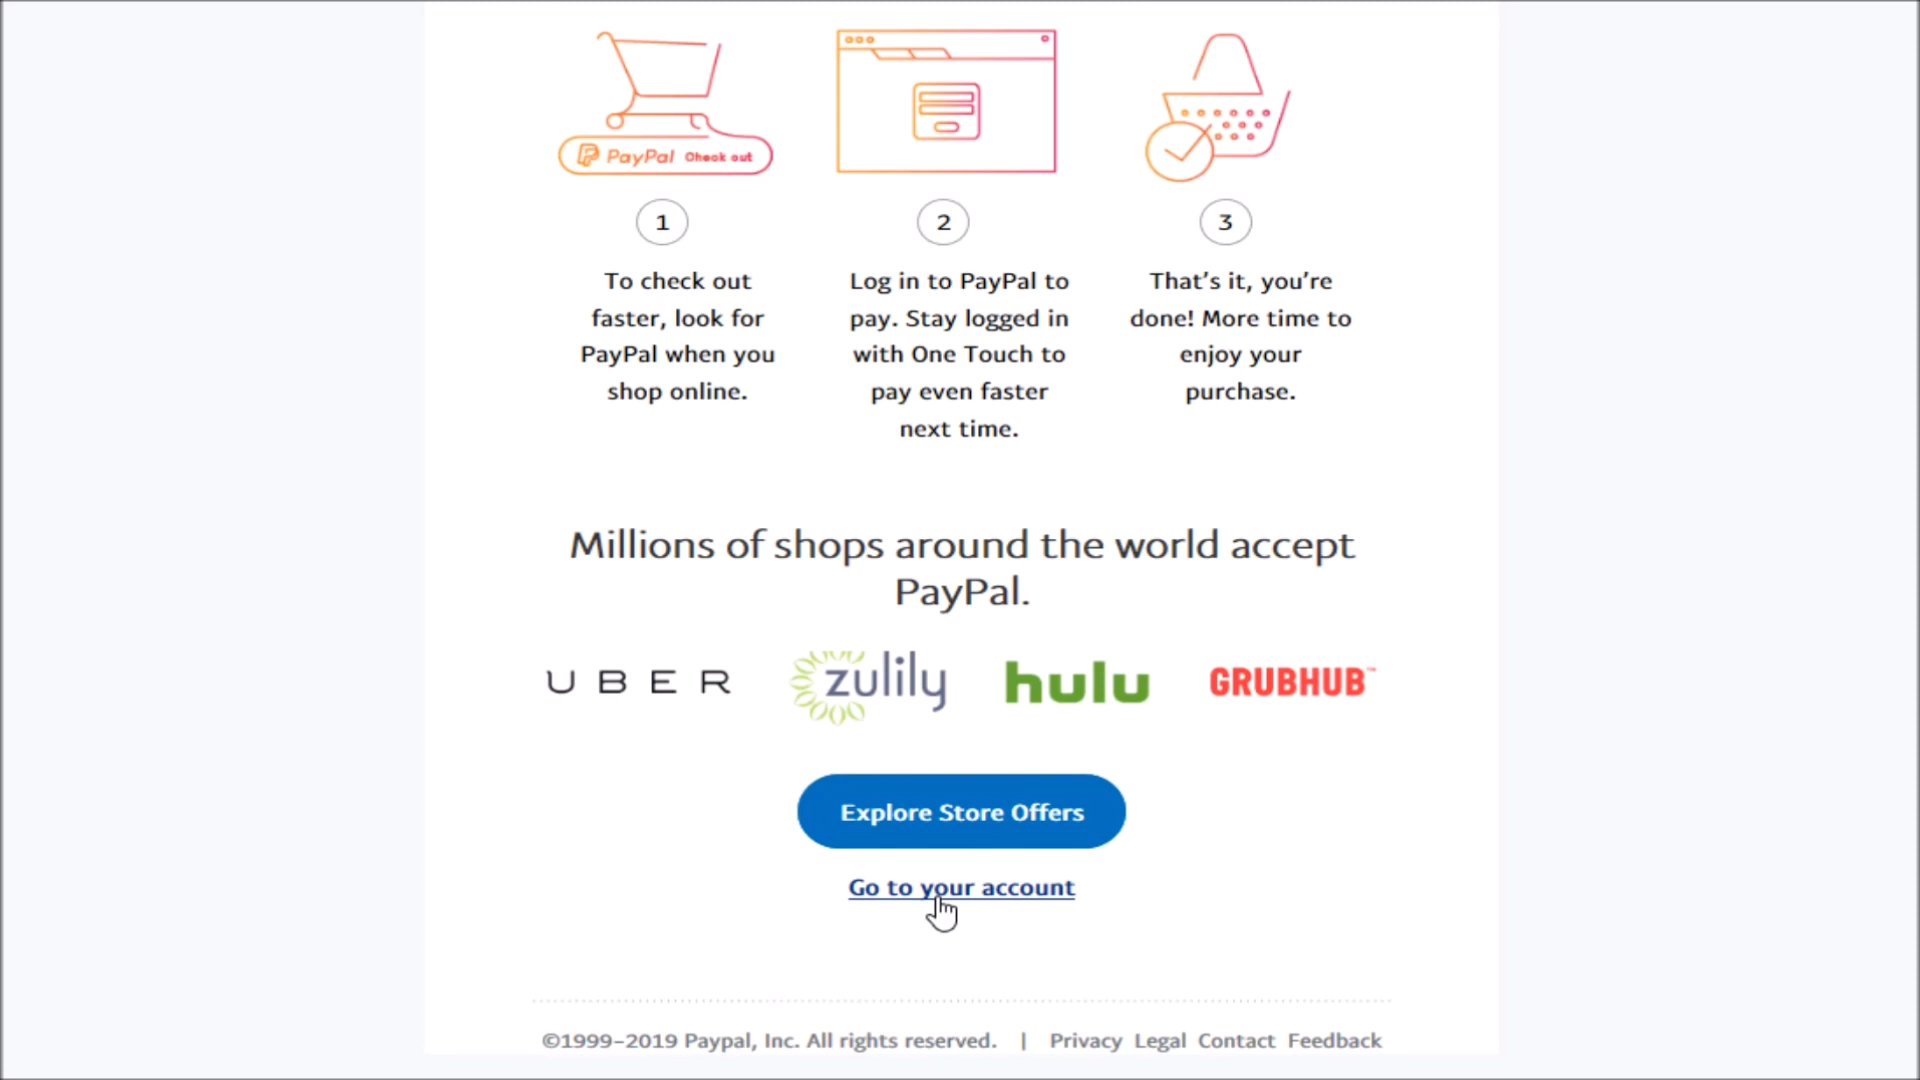 PayPal Check out
1
2
3
To check out
faster, look for
PayPal when you
shop online.
Log in to PayPal to
pay. Stay logged in
with One Touch to
pay even faster
next time.
That's it, you're
done! More time to
enjoy your
purchase.
Millions of shops around the world accept
PayPal.
UBER
zulily
hulu
GRUBHUB™
Explore Store Offers
Go to your account
©1999–2019 Paypal, Inc. All rights reserved. | Privacy Legal Contact Feedback